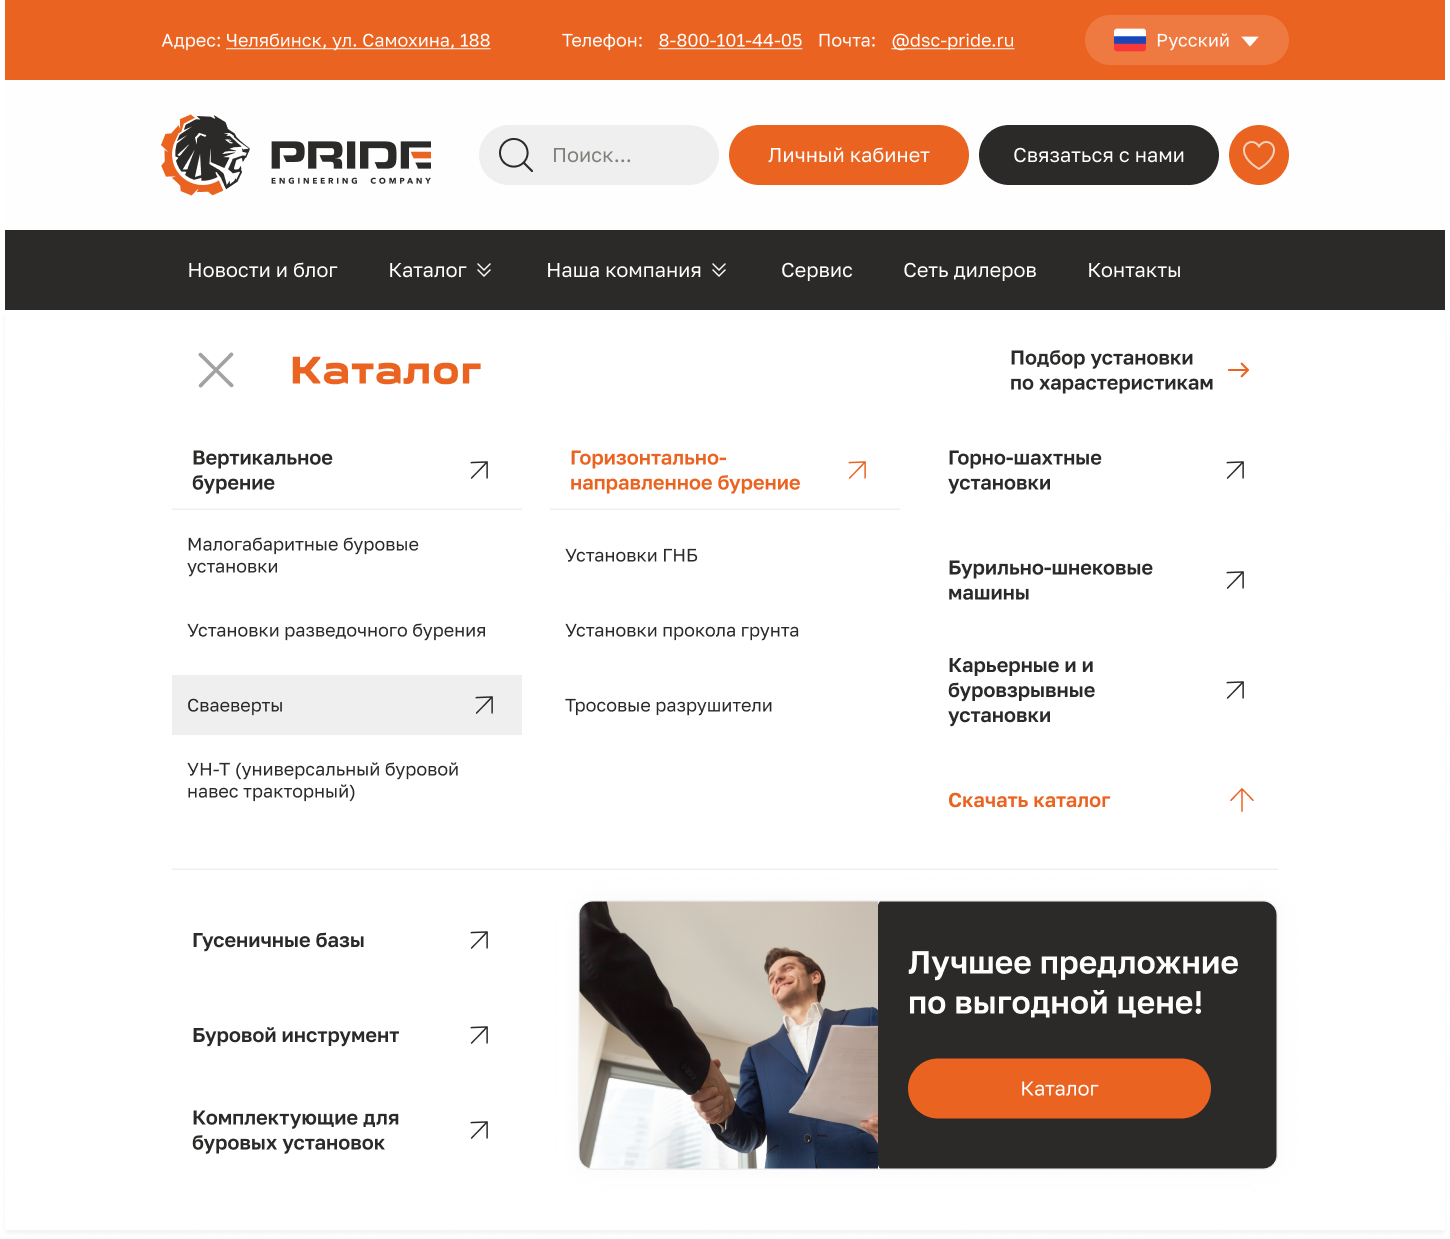 Адрес: Челябинск, ул. Самохина, 188
Телефон: 8-800-101-44-05 Почта: @dsc-pride.ru
Русский
PRIDE
ENGINEERING COMPANY
Поиск...
Личный кабинет
Связаться с нами
Новости и блог
Каталог
Наша компания
Сервис
Сеть дилеров
Контакты
Каталог
Подбор установки
по харастеристикам
Вертикальное
бурение
Малогабаритные буровые
установки
Установки разведочного бурения
Сваеверты
УН-Т (универсальный буровой
навес тракторный)
Горизонтально-
направленное бурение
Установки ГНБ
Установки прокола грунта
Тросовые разрушители
Горно-шахтные
установки
Бурильно-шнековые
машины
Карьерные и и
буровзрывные
установки
Скачать каталог
Гусеничные базы
Буровой инструмент
Комплектующие для
буровых установок
Лучшее предложние
по выгодной цене!
Каталог